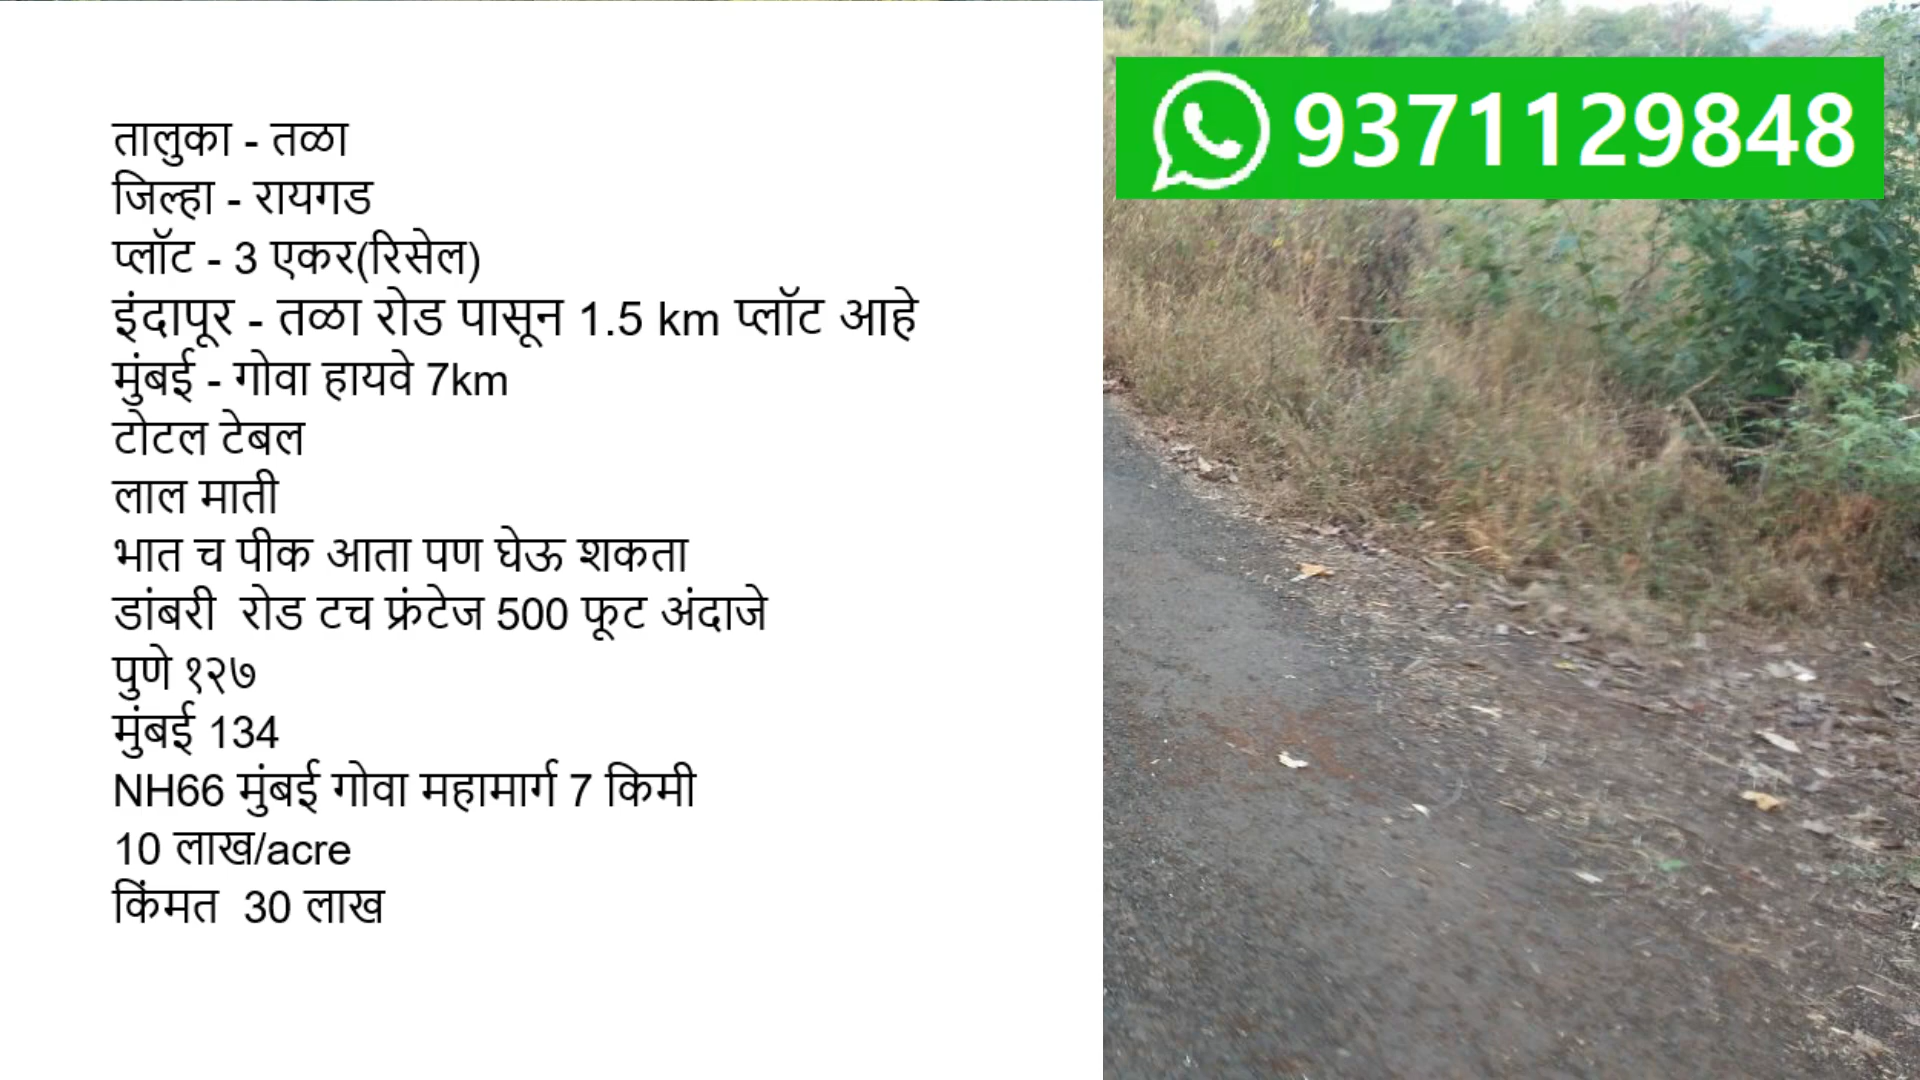 तालुका - तळा
जिल्हा - रायगड
प्लॉट - 3 एकर(रिसेल)
इंदापूर - तळा रोड पासून 1.5 km प्लॉट आहे
मुंबई - गोवा हायवे 7km
टोटल टेबल
लाल माती
भात च पीक आता पण घेऊ शकता
डांबरी  रोड टच फ्रंटेज 500 फूट अंदाजे
पुणे १२७
मुंबई 134
NH66 मुंबई गोवा महामार्ग 7 किमी
10 लाख/acre
किंमत  30 लाख
9371129848